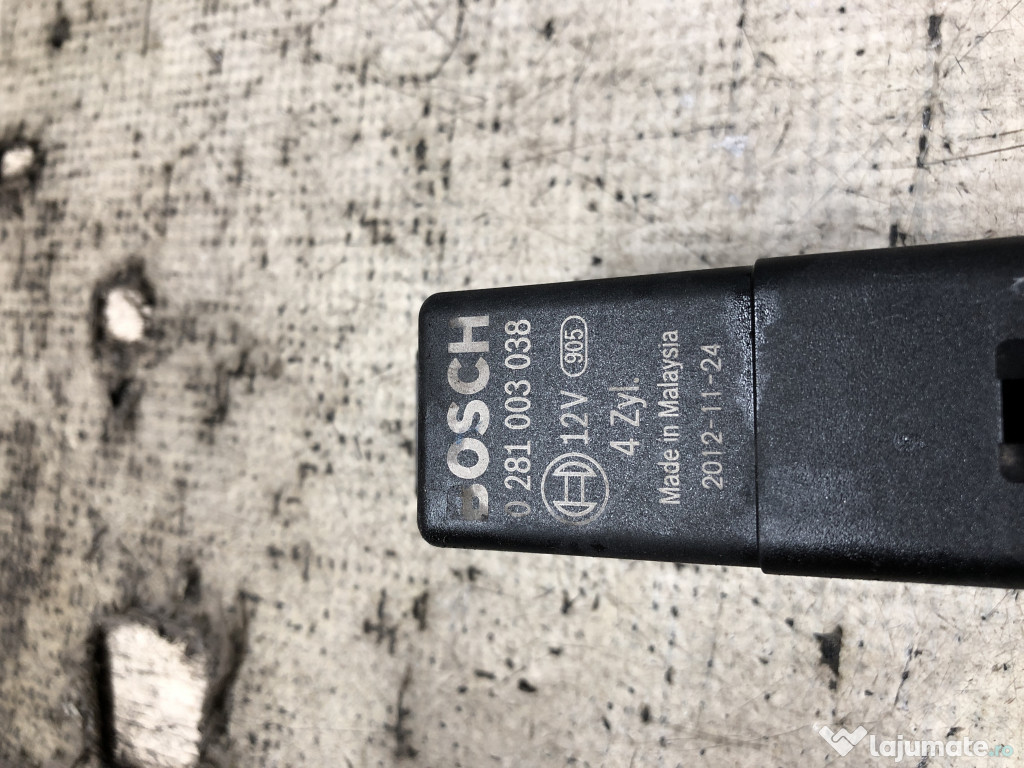 BOSCH
0 281 003 038
12V 905
4 Zyl.
Made in Malaysia
2012-11-24
lajumate.ro